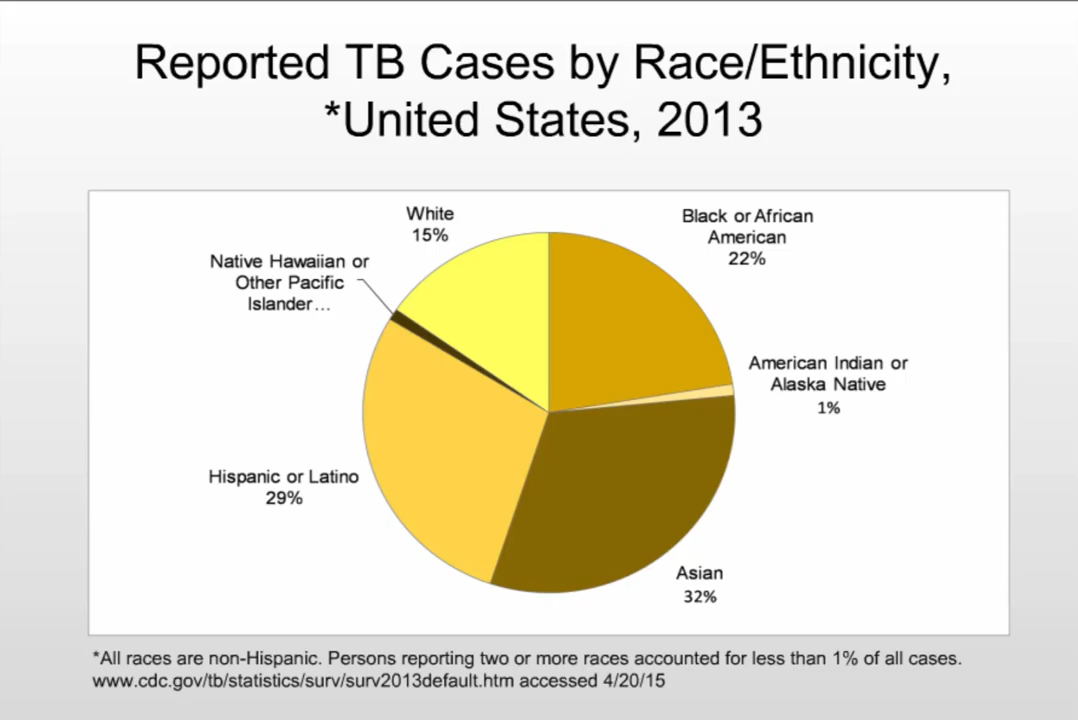 Reported TB Cases by Race/Ethnicity,
*United States, 2013
White
15%
Black or African
American
22%
Native Hawaiian or
Other Pacific
Islander...
American Indian or
Alaska Native
1%
Hispanic or Latino
29%
Asian
32%
*All races are non-Hispanic. Persons reporting two or more races accounted for less than 1% of all cases.
www.cdc.gov/tb/statistics/surv/surv2013default.htm accessed 4/20/15